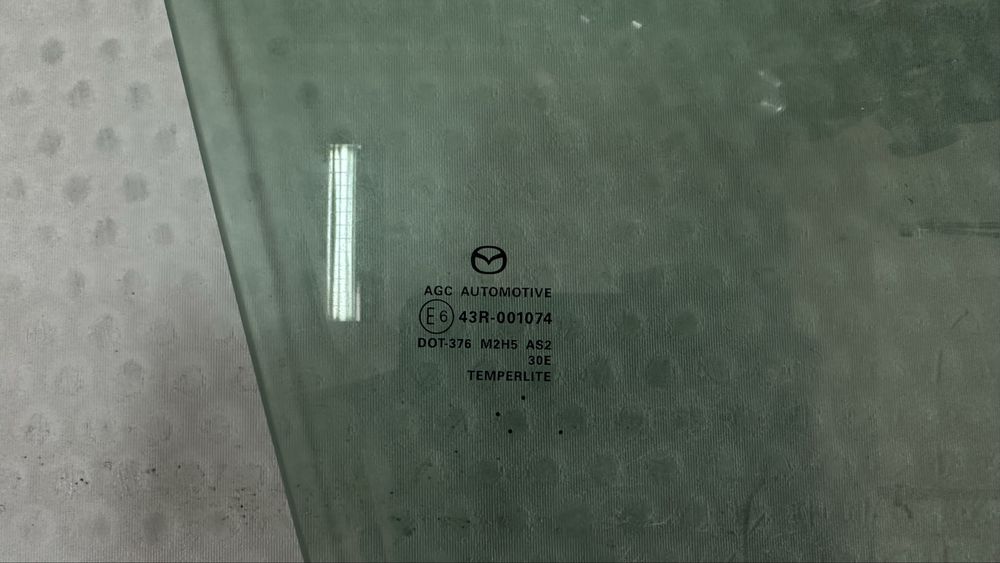 AGC AUTOMOTIVE
E6 43R-001074
DOT-376 M2H5 AS2
30E
TEMPERLITE